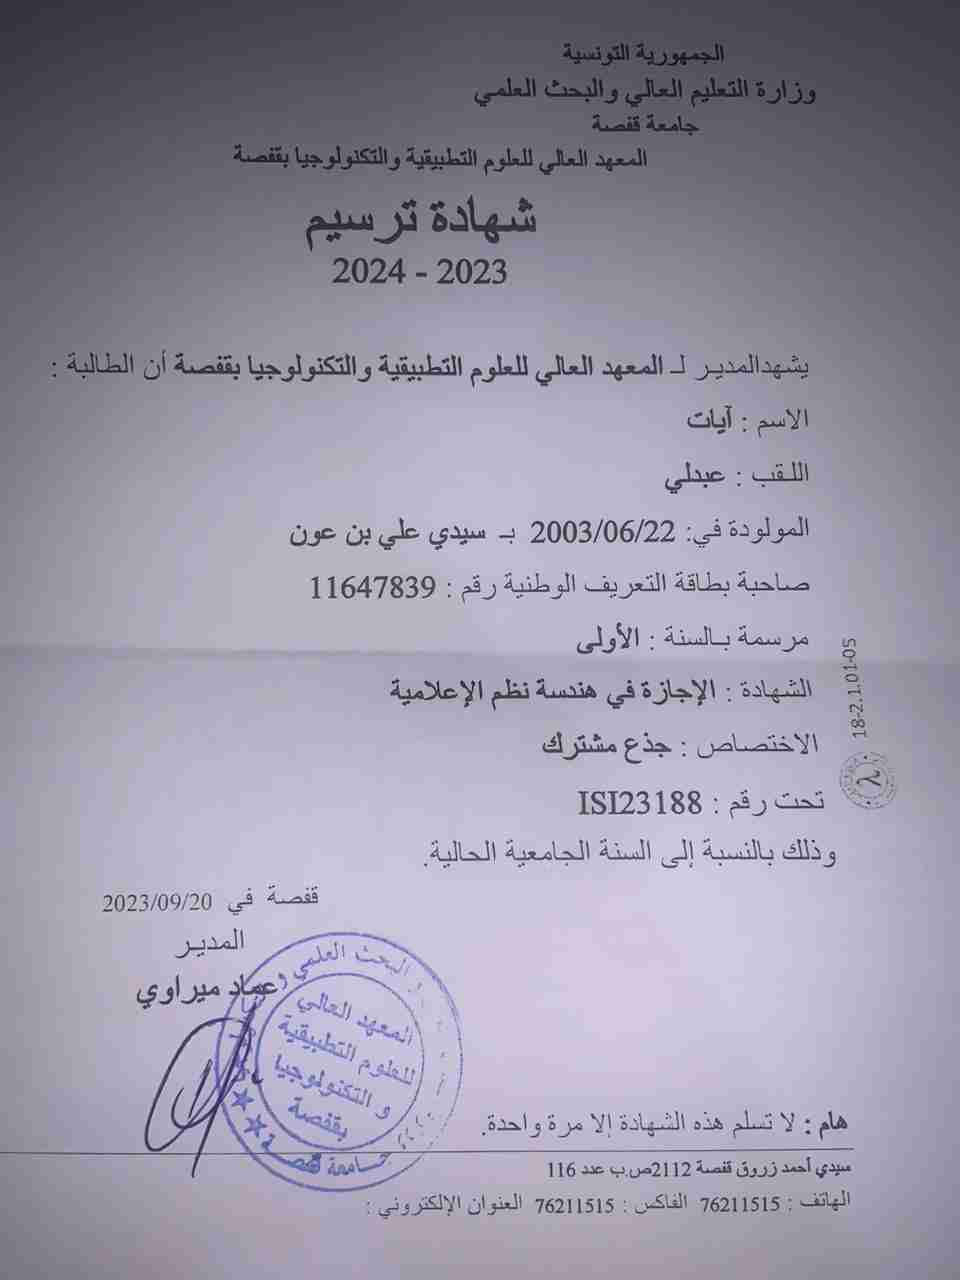 الجمهورية التونسية
وزارة التعليم العالي والبحث العلمي
جامعة قفصة
المعهد العالي للعلوم التطبيقية والتكنولوجيا بقفصة
شهادة ترسيم
2023 - 2024
يشهدالمدير لـ المعهد العالي للعلوم التطبيقية والتكنولوجيا بقفصة أن الطالبة :
الاسم : آيات
اللقب : عبدلي
المولودة في: 2003/06/22 بـ سيدي علي بن عون
صاحبة بطاقة التعريف الوطنية رقم : 11647839
مرسمة بالسنة : الأولى
الشهادة : الإجازة في هندسة نظم الإعلامية
الاختصاص : جذع مشترك
تحت رقم : ISI23188
وذلك بالنسبة إلى السنة الجامعية الحالية.
18-2.1.01-05
قفصة في 2023/09/20
المدير
عماد ميراوي
و البحث العلمي و
المعهد العالي
للعلوم التطبيقية
و التكنولوجيا
بقفصة
جامعة قفصة
هام : لا تسلم هذه الشهادة إلا مرة واحدة.
سيدي أحمد زروق قفصة 2112ص.ب عدد 116
الهاتف : 76211515 الفاكس : 76211515 العنوان الإلكتروني :